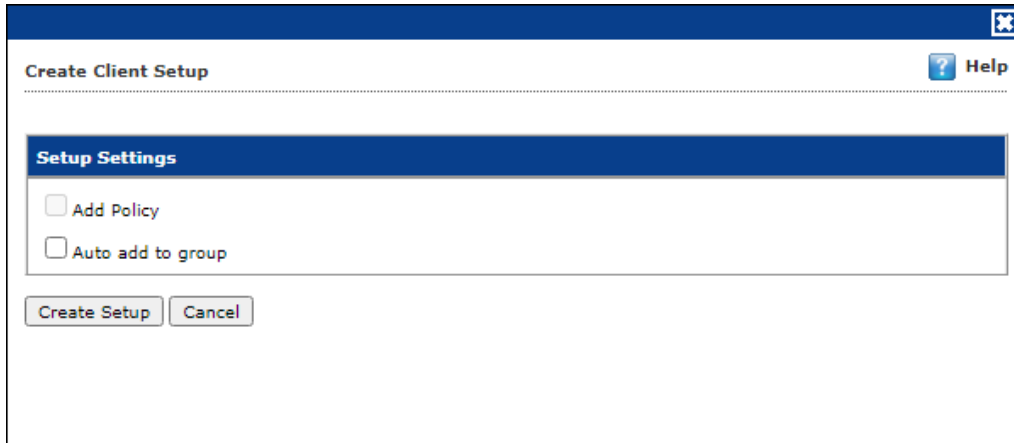 Create Client Setup
? Help
Setup Settings
Add Policy
Auto add to group
Create Setup Cancel